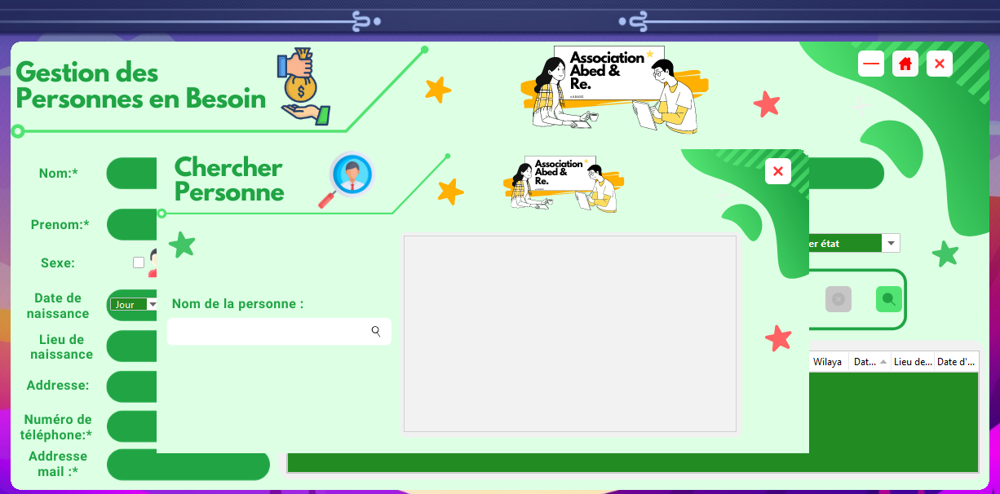 Gestion des
Personnes en Besoin
Association
Abed &
Re.
Nom:*
Prenom:*
Sexe:
Date de
naissance
Jour
Lieu de
naissance
Addresse:
Numéro de
téléphone:*
Addresse
mail :*
Chercher
Personne
Association
Abed &
Re.
Nom de la personne :
er état
Wilaya
Dat...
Lieu de...
Date d'...